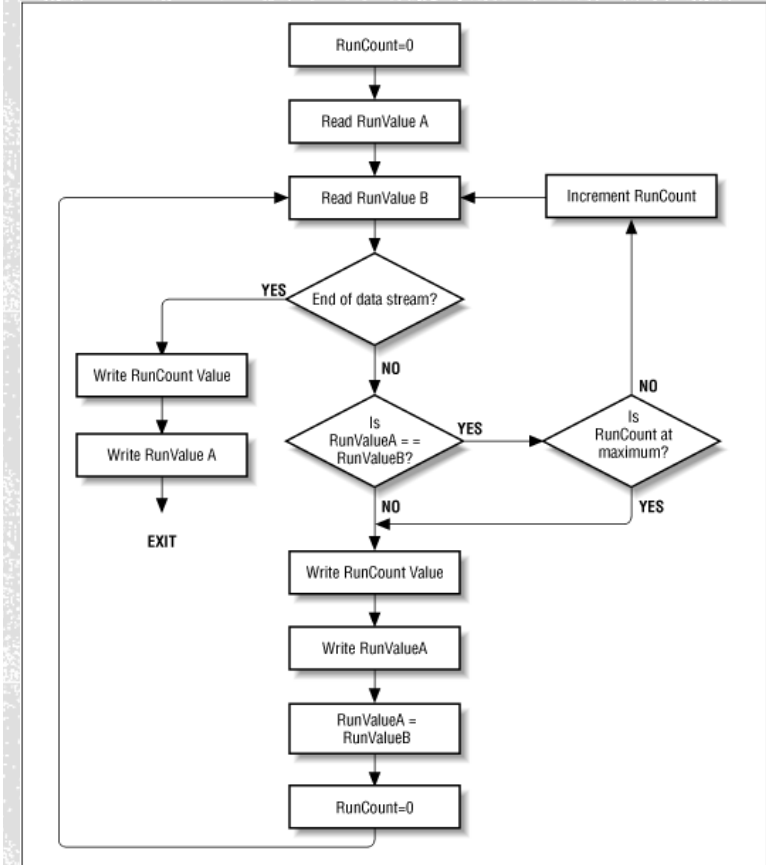 RunCount=0
Read RunValue A
Read RunValue B
Increment RunCount
YES
End of data stream?
NO
NO
Write RunCount Value
Is
RunValueA = =
RunValueB?
YES
Is
RunCount at
maximum?
Write RunValue A
NO
YES
EXIT
Write RunCount Value
Write RunValueA
RunValueA =
RunValueB
RunCount=0